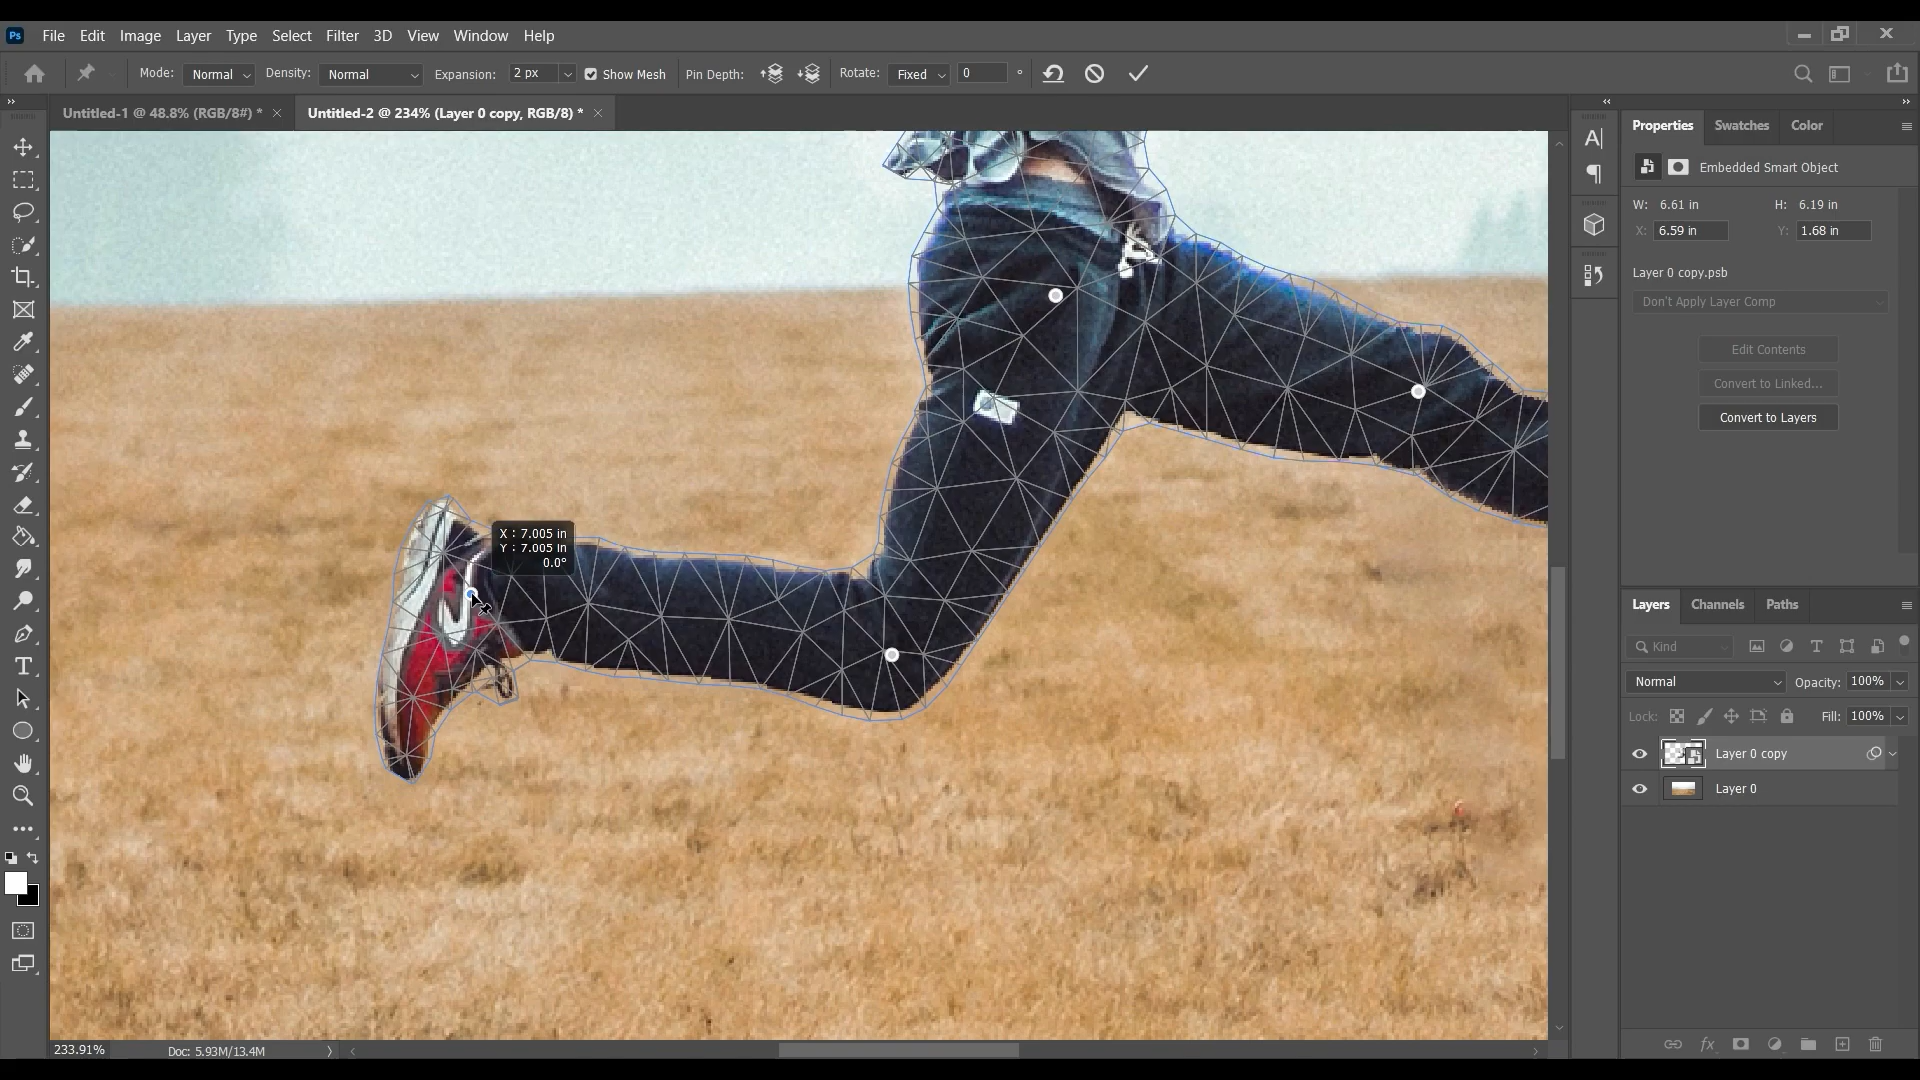 Ps File Edit Image Layer Type Select Filter 3D View Window Help
Mode: Normal Density: Normal Expansion: 2 px Show Mesh Pin Depth: Rotate: Fixed 0 °
Untitled-1 @ 48.8% (RGB/8#) * Untitled-2 @ 234% (Layer 0 copy, RGB/8) *
Properties Swatches Color
Embedded Smart Object
W: 6.61 in H: 6.19 in
X: 6.59 in Y: 1.68 in
Layer 0 copy.psb
Don't Apply Layer Comp
Edit Contents
Convert to Linked...
Convert to Layers
X : 7.005 in
Y : 7.005 in
0.0°
Layers Channels Paths
Kind
Normal Opacity: 100%
Lock: Fill: 100%
Layer 0 copy
Layer 0
fx
233.91% Doc: 5.93M/13.4M